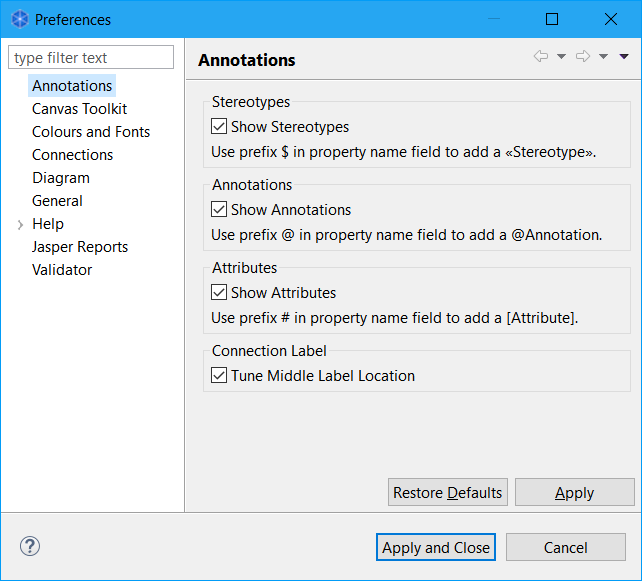 Preferences
type filter text
Annotations
Canvas Toolkit
Colours and Fonts
Connections
Diagram
General
Help
Jasper Reports
Validator
Annotations
Stereotypes
Show Stereotypes
Use prefix $ in property name field to add a «Stereotype».
Annotations
Show Annotations
Use prefix @ in property name field to add a @Annotation.
Attributes
Show Attributes
Use prefix # in property name field to add a [Attribute].
Connection Label
Tune Middle Label Location
Restore Defaults
Apply
?
Apply and Close
Cancel